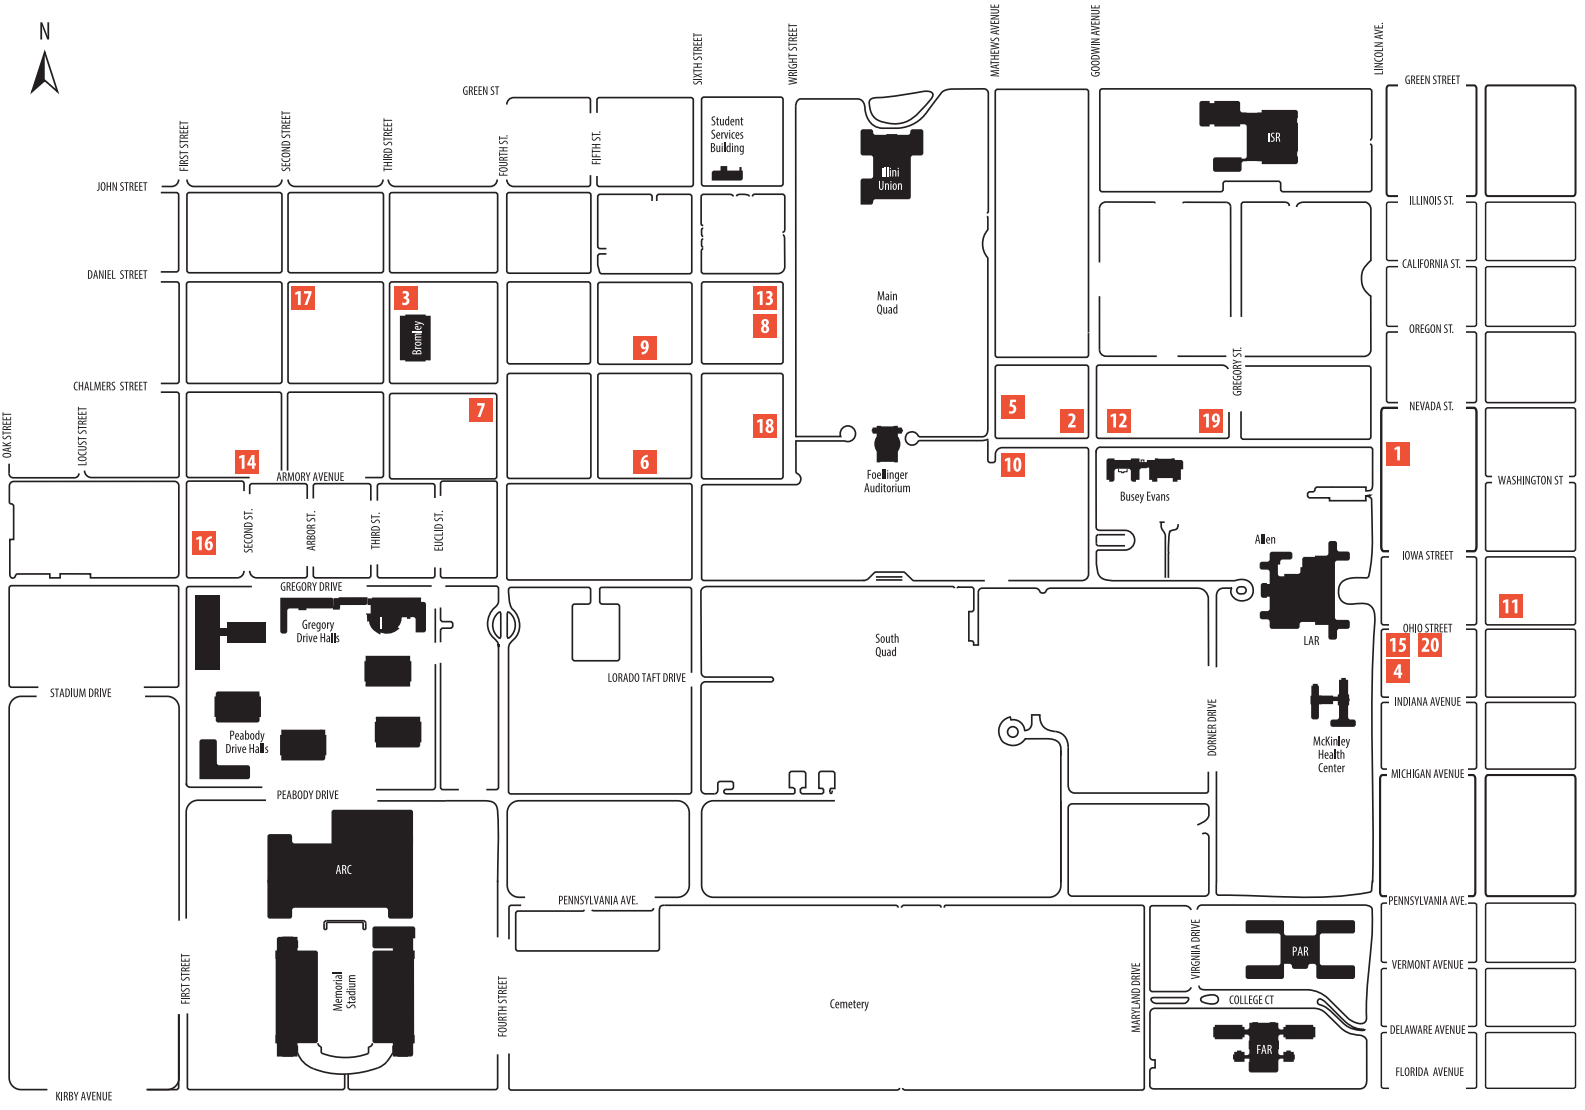 N
SIXTH STREET
WRIGHT STREET
MATHEWS AVENUE
GOODWIN AVENUE
LINCOLN AVE.
GREEN ST
GREEN STREET
FIRST STREET
SECOND STREET
THIRD STREET
FOURTH ST.
FIFTH ST.
Student
Services
Building
Illini
Union
ISR
JOHN STREET
ILLINOIS ST.
DANIEL STREET
CALIFORNIA ST.
17
3
13
8
9
Bromley
Main
Quad
OREGON ST.
GREGORY ST.
CHALMERS STREET
NEVADA ST.
OAK STREET
LOCUST STREET
7
18
5
2
12
19
1
14
6
10
ARMORY AVENUE
Foellinger
Auditorium
Busey Evans
WASHINGTON ST
16
SECOND ST.
ARBOR ST.
THIRD ST.
EUCLID ST.
Allen
IOWA STREET
GREGORY DRIVE
11
Gregory
Drive Halls
South
Quad
LAR
OHIO STREET
15
20
4
LORADO TAFT DRIVE
STADIUM DRIVE
INDIANA AVENUE
DORNER DRIVE
Peabody
Drive Halls
McKinley
Health
Center
MICHIGAN AVENUE
PEABODY DRIVE
ARC
PENNSYLVANIA AVE.
PENNSYLVANIA AVE.
FIRST STREET
Memorial
Stadium
FOURTH STREET
Cemetery
MARYLAND DRIVE
VIRGNIIA DRIVE
PAR
VERMONT AVENUE
COLLEGE CT
DELAWARE AVENUE
FAR
FLORIDA AVENUE
KIRBY AVENUE